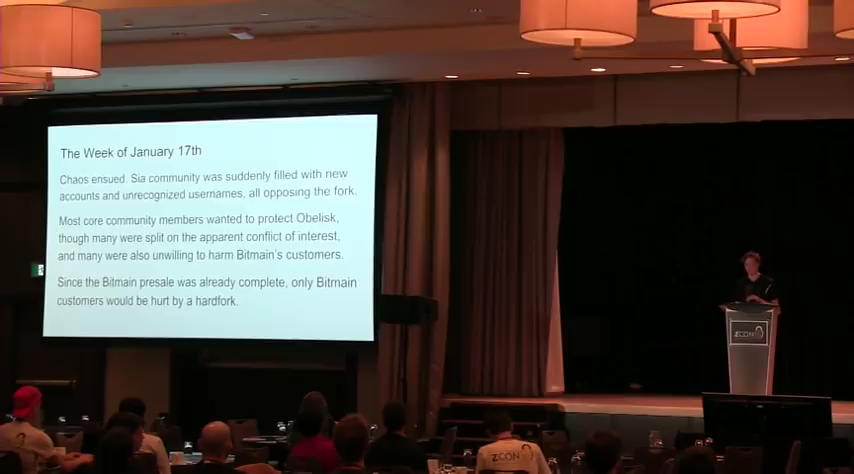 The Week of January 17th
Chaos ensued. Sia community was suddenly filled with new
accounts and unrecognized usernames, all opposing the fork.
Most core community members wanted to protect Obelisk,
though many were split on the apparent conflict of interest,
and many were also unwilling to harm Bitmain's customers.
Since the Bitmain presale was already complete, only Bitmain
customers would be hurt by a hardfork.
ZCON
ZCON